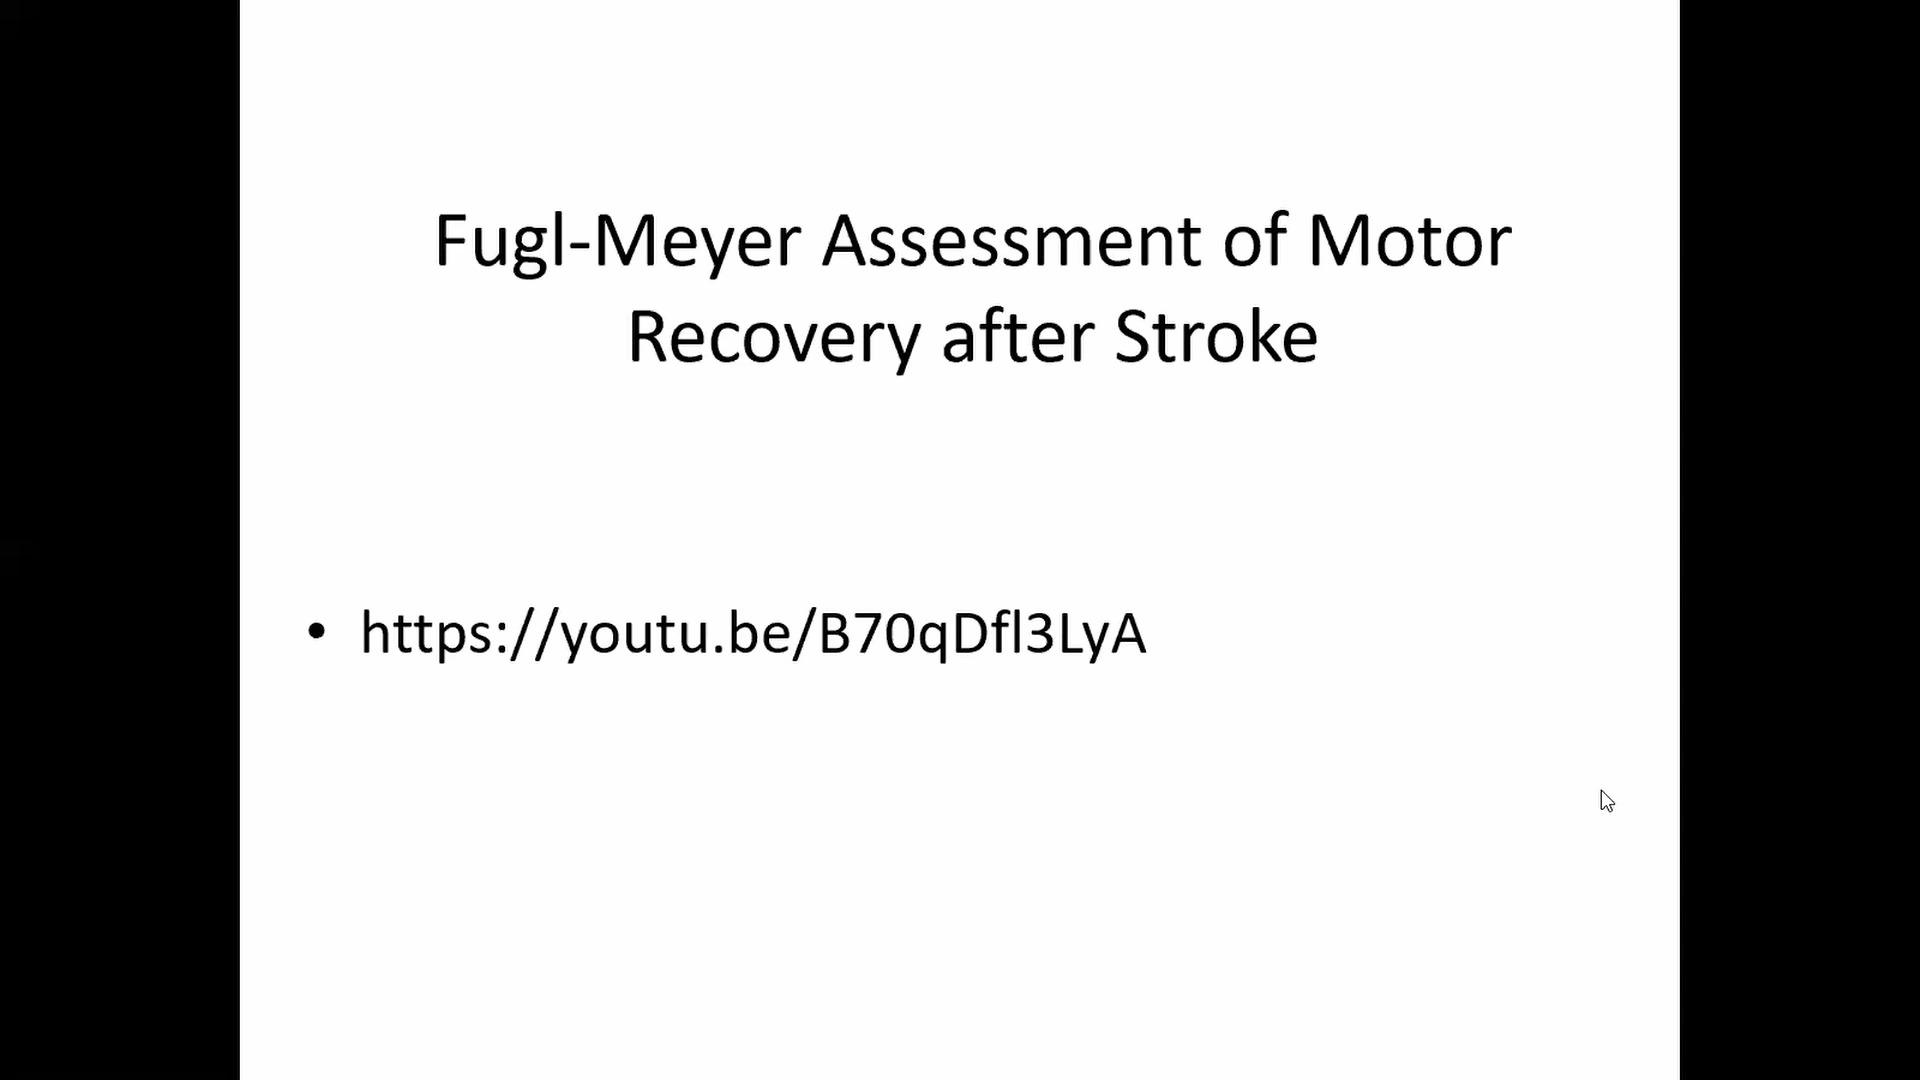 Fugl-Meyer Assessment of Motor
Recovery after Stroke
• https://youtu.be/B70qDfl3LyA